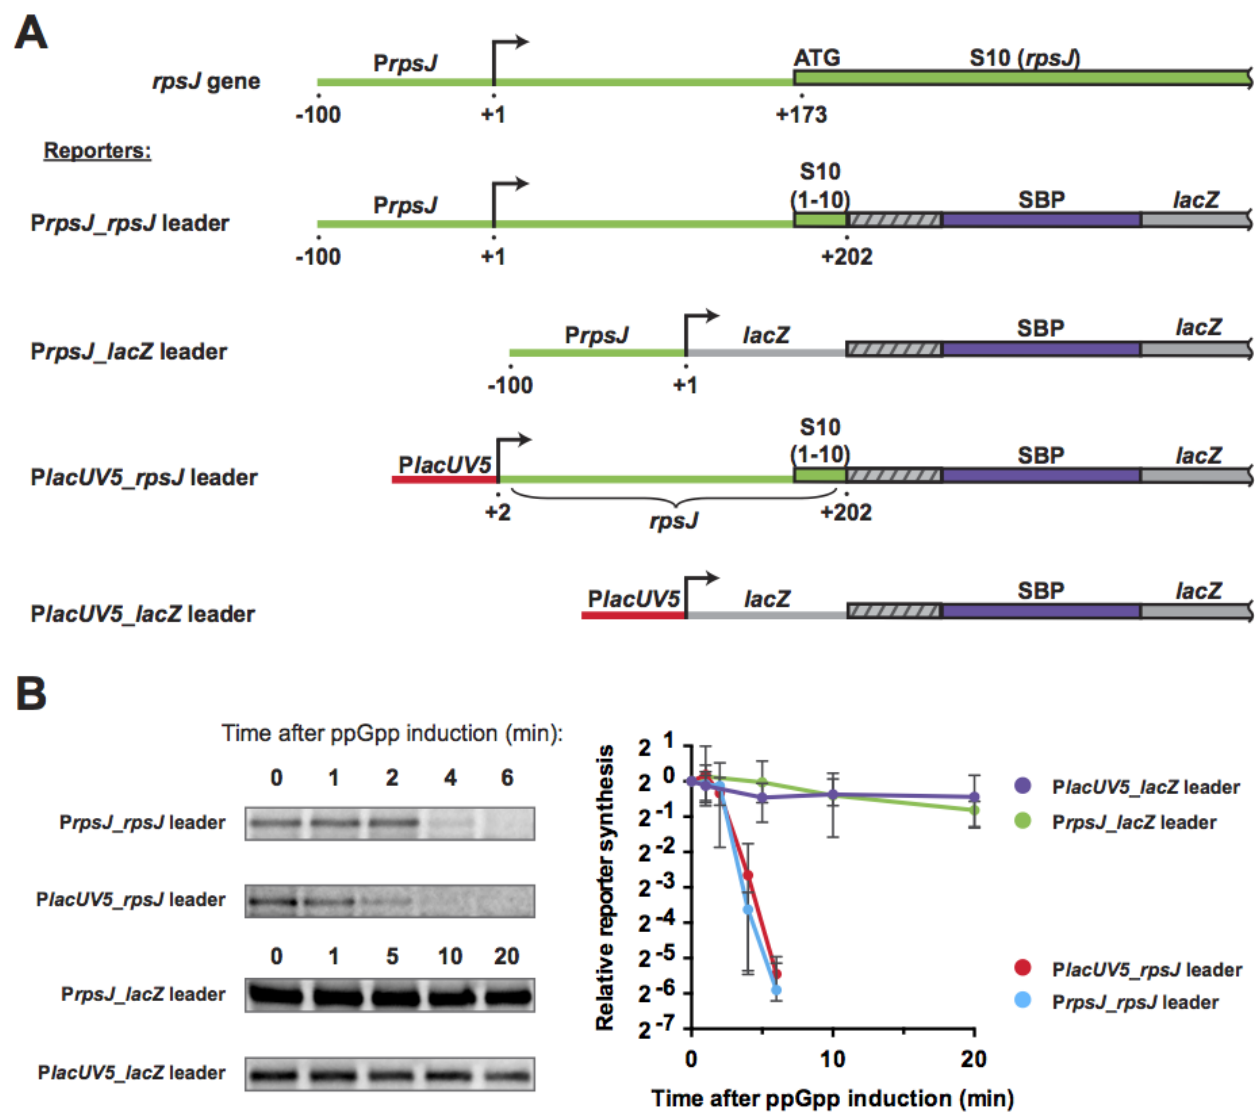 A
PrpsJ
ATG
S10 (rpsJ)
rpsJ gene
-100
+1
+173
Reporters:
S10
PrpsJ
(1-10)
SBP
lacZ
PrpsJ_rpsJ leader
-100
+1
+202
PrpsJ
lacZ
SBP
lacZ
PrpsJ_lacZ leader
-100
+1
S10
PlacUV5
(1-10)
SBP
lacZ
PlacUV5_rpsJ leader
+2
rpsJ
+202
PlacUV5
lacZ
SBP
lacZ
PlacUV5_lacZ leader
B
Time after ppGpp induction (min):
0 1 2 4 6
PrpsJ_rpsJ leader
PlacUV5_rpsJ leader
0 1 5 10 20
PrpsJ_lacZ leader
PlacUV5_lacZ leader
Relative reporter synthesis
2 1
2 0
2 -1
2 -2
2 -3
2 -4
2 -5
2 -6
2 -7
0 10 20
Time after ppGpp induction (min)
PlacUV5_lacZ leader
PrpsJ_lacZ leader
PlacUV5_rpsJ leader
PrpsJ_rpsJ leader